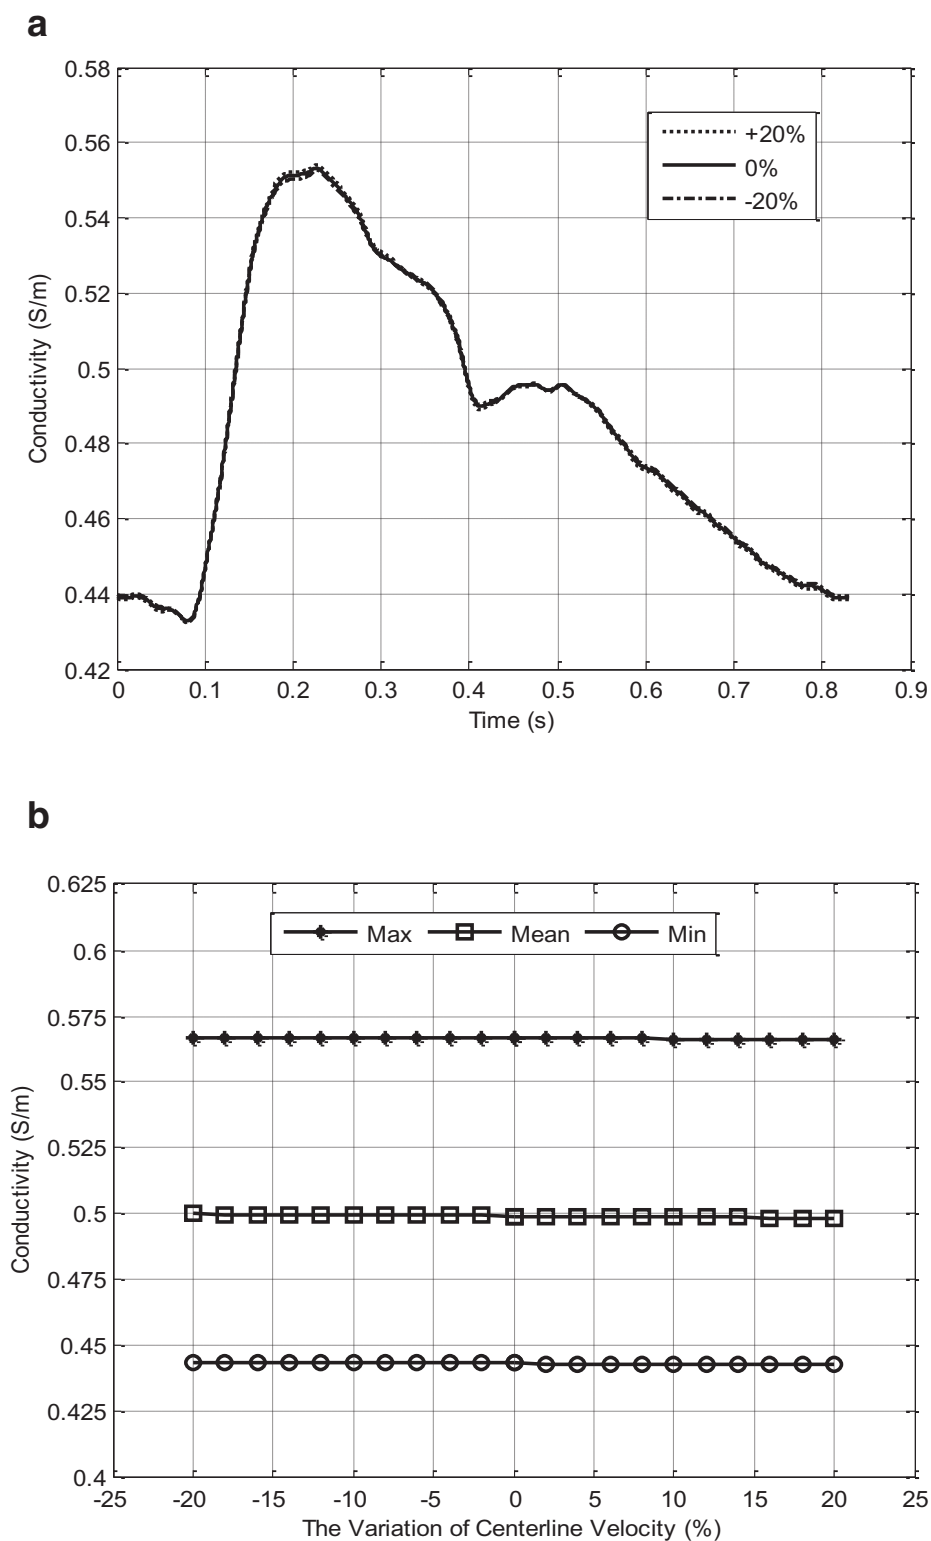 a
0.58
0.56
0.54
0.52
0.5
0.48
0.46
0.44
0.42
Conductivity (S/m)
+20%
0%
-20%
0 0.1 0.2 0.3 0.4 0.5 0.6 0.7 0.8 0.9
Time (s)
b
0.625
0.6
0.575
0.55
0.525
0.5
0.475
0.45
0.425
0.4
Conductivity (S/m)
Max Mean Min
-25 -20 -15 -10 -5 0 5 10 15 20 25
The Variation of Centerline Velocity (%)